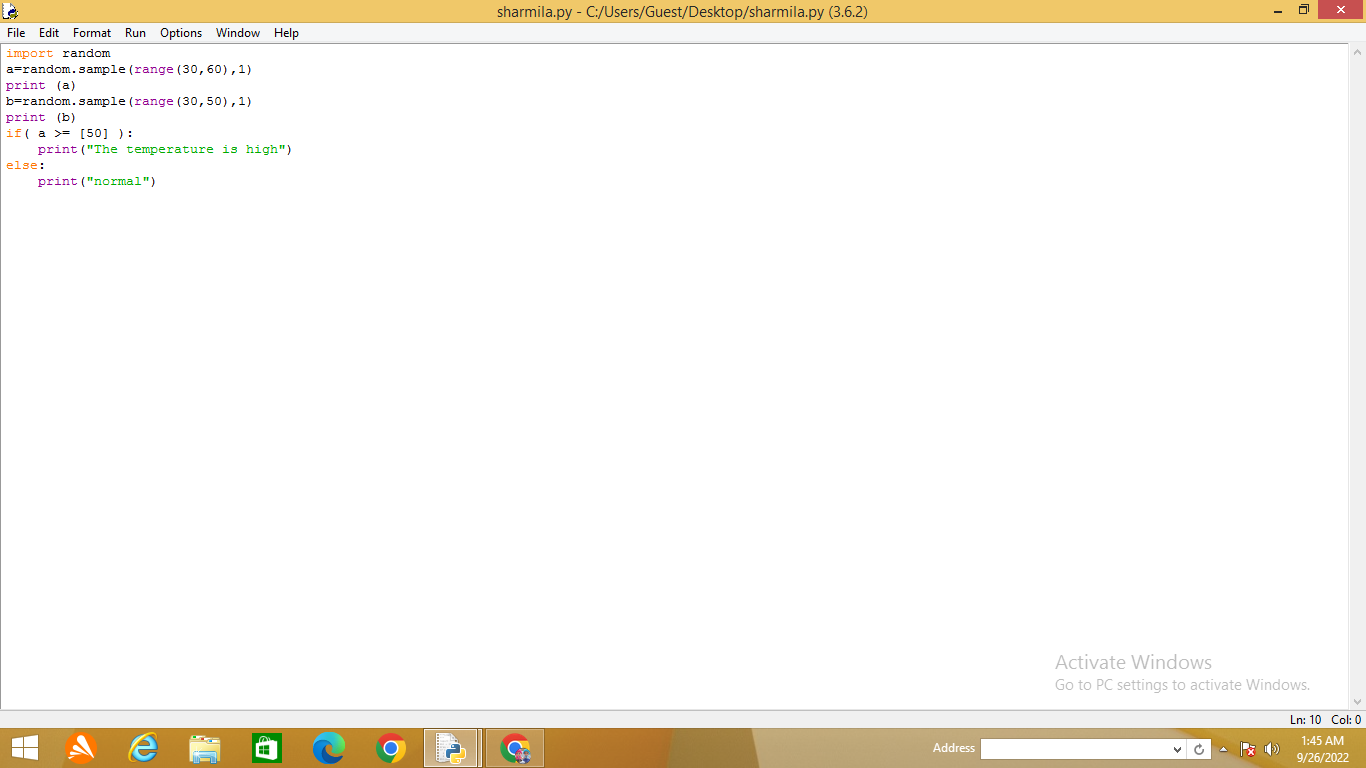 sharmila.py - C:/Users/Guest/Desktop/sharmila.py (3.6.2)
File Edit Format Run Options Window Help
import random
a=random.sample(range(30,60),1)
print (a)
b=random.sample(range(30,50),1)
print (b)
if( a >= [50] ):
    print("The temperature is high")
else:
    print("normal")
Activate Windows
Go to PC settings to activate Windows.
Ln: 10 Col: 0
Address
1:45 AM
9/26/2022